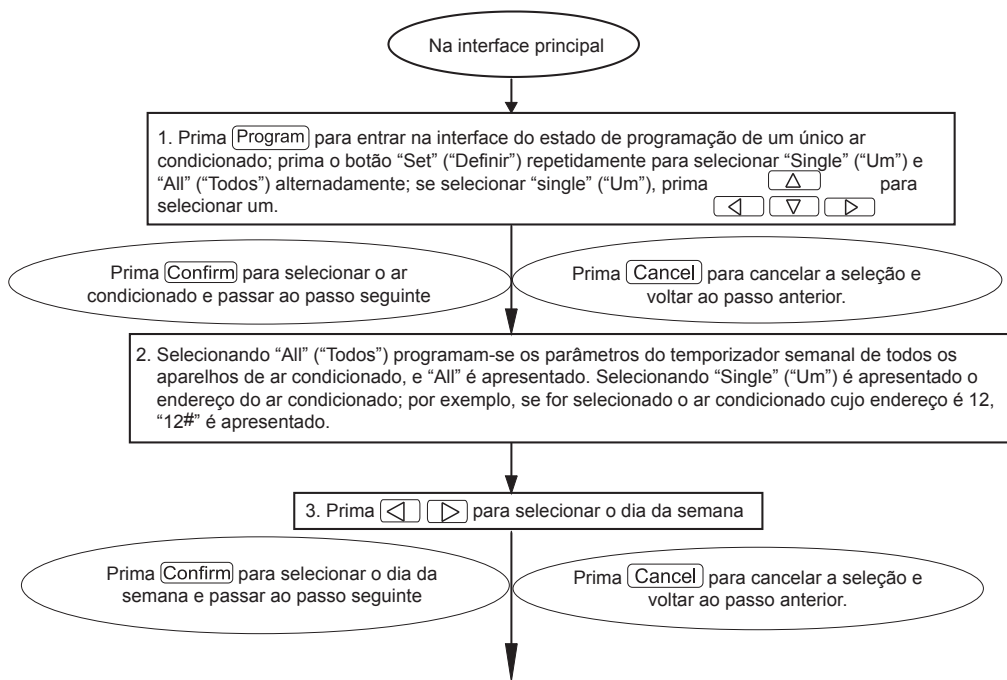 Na interface principal
1. Prima Program para entrar na interface do estado de programação de um único ar
condicionado; prima o botão “Set” (“Definir”) repetidamente para selecionar “Single” (“Um”) e
“All” (“Todos”) alternadamente; se selecionar “single” (“Um”), prima △ para
selecionar um. ◁ ▽ ▷
Prima Confirm para selecionar o ar
condicionado e passar ao passo seguinte
Prima Cancel para cancelar a seleção e
voltar ao passo anterior.
2. Selecionando “All” (“Todos”) programam-se os parâmetros do temporizador semanal de todos os
aparelhos de ar condicionado, e “All” é apresentado. Selecionando “Single” (“Um”) é apresentado o
endereço do ar condicionado; por exemplo, se for selecionado o ar condicionado cujo endereço é 12,
“12#” é apresentado.
3. Prima ◁ ▷ para selecionar o dia da semana
Prima Confirm para selecionar o dia da
semana e passar ao passo seguinte
Prima Cancel para cancelar a seleção e
voltar ao passo anterior.